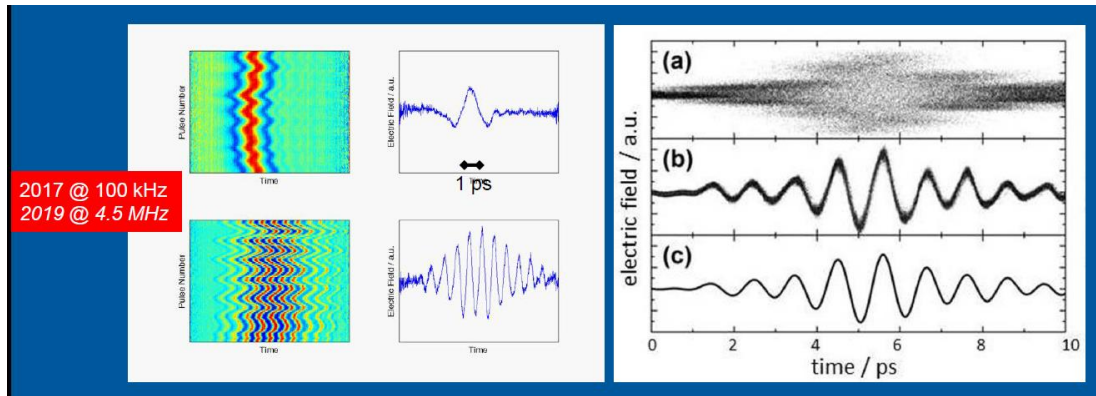 2017 @ 100 kHz
2019 @ 4.5 MHz
Pulse Number
Time
Electric Field / a.u.
1 ps
Pulse Number
Time
Electric Field / a.u.
Time
electric field / a.u.
(a)
(b)
(c)
0 2 4 6 8 10
time / ps